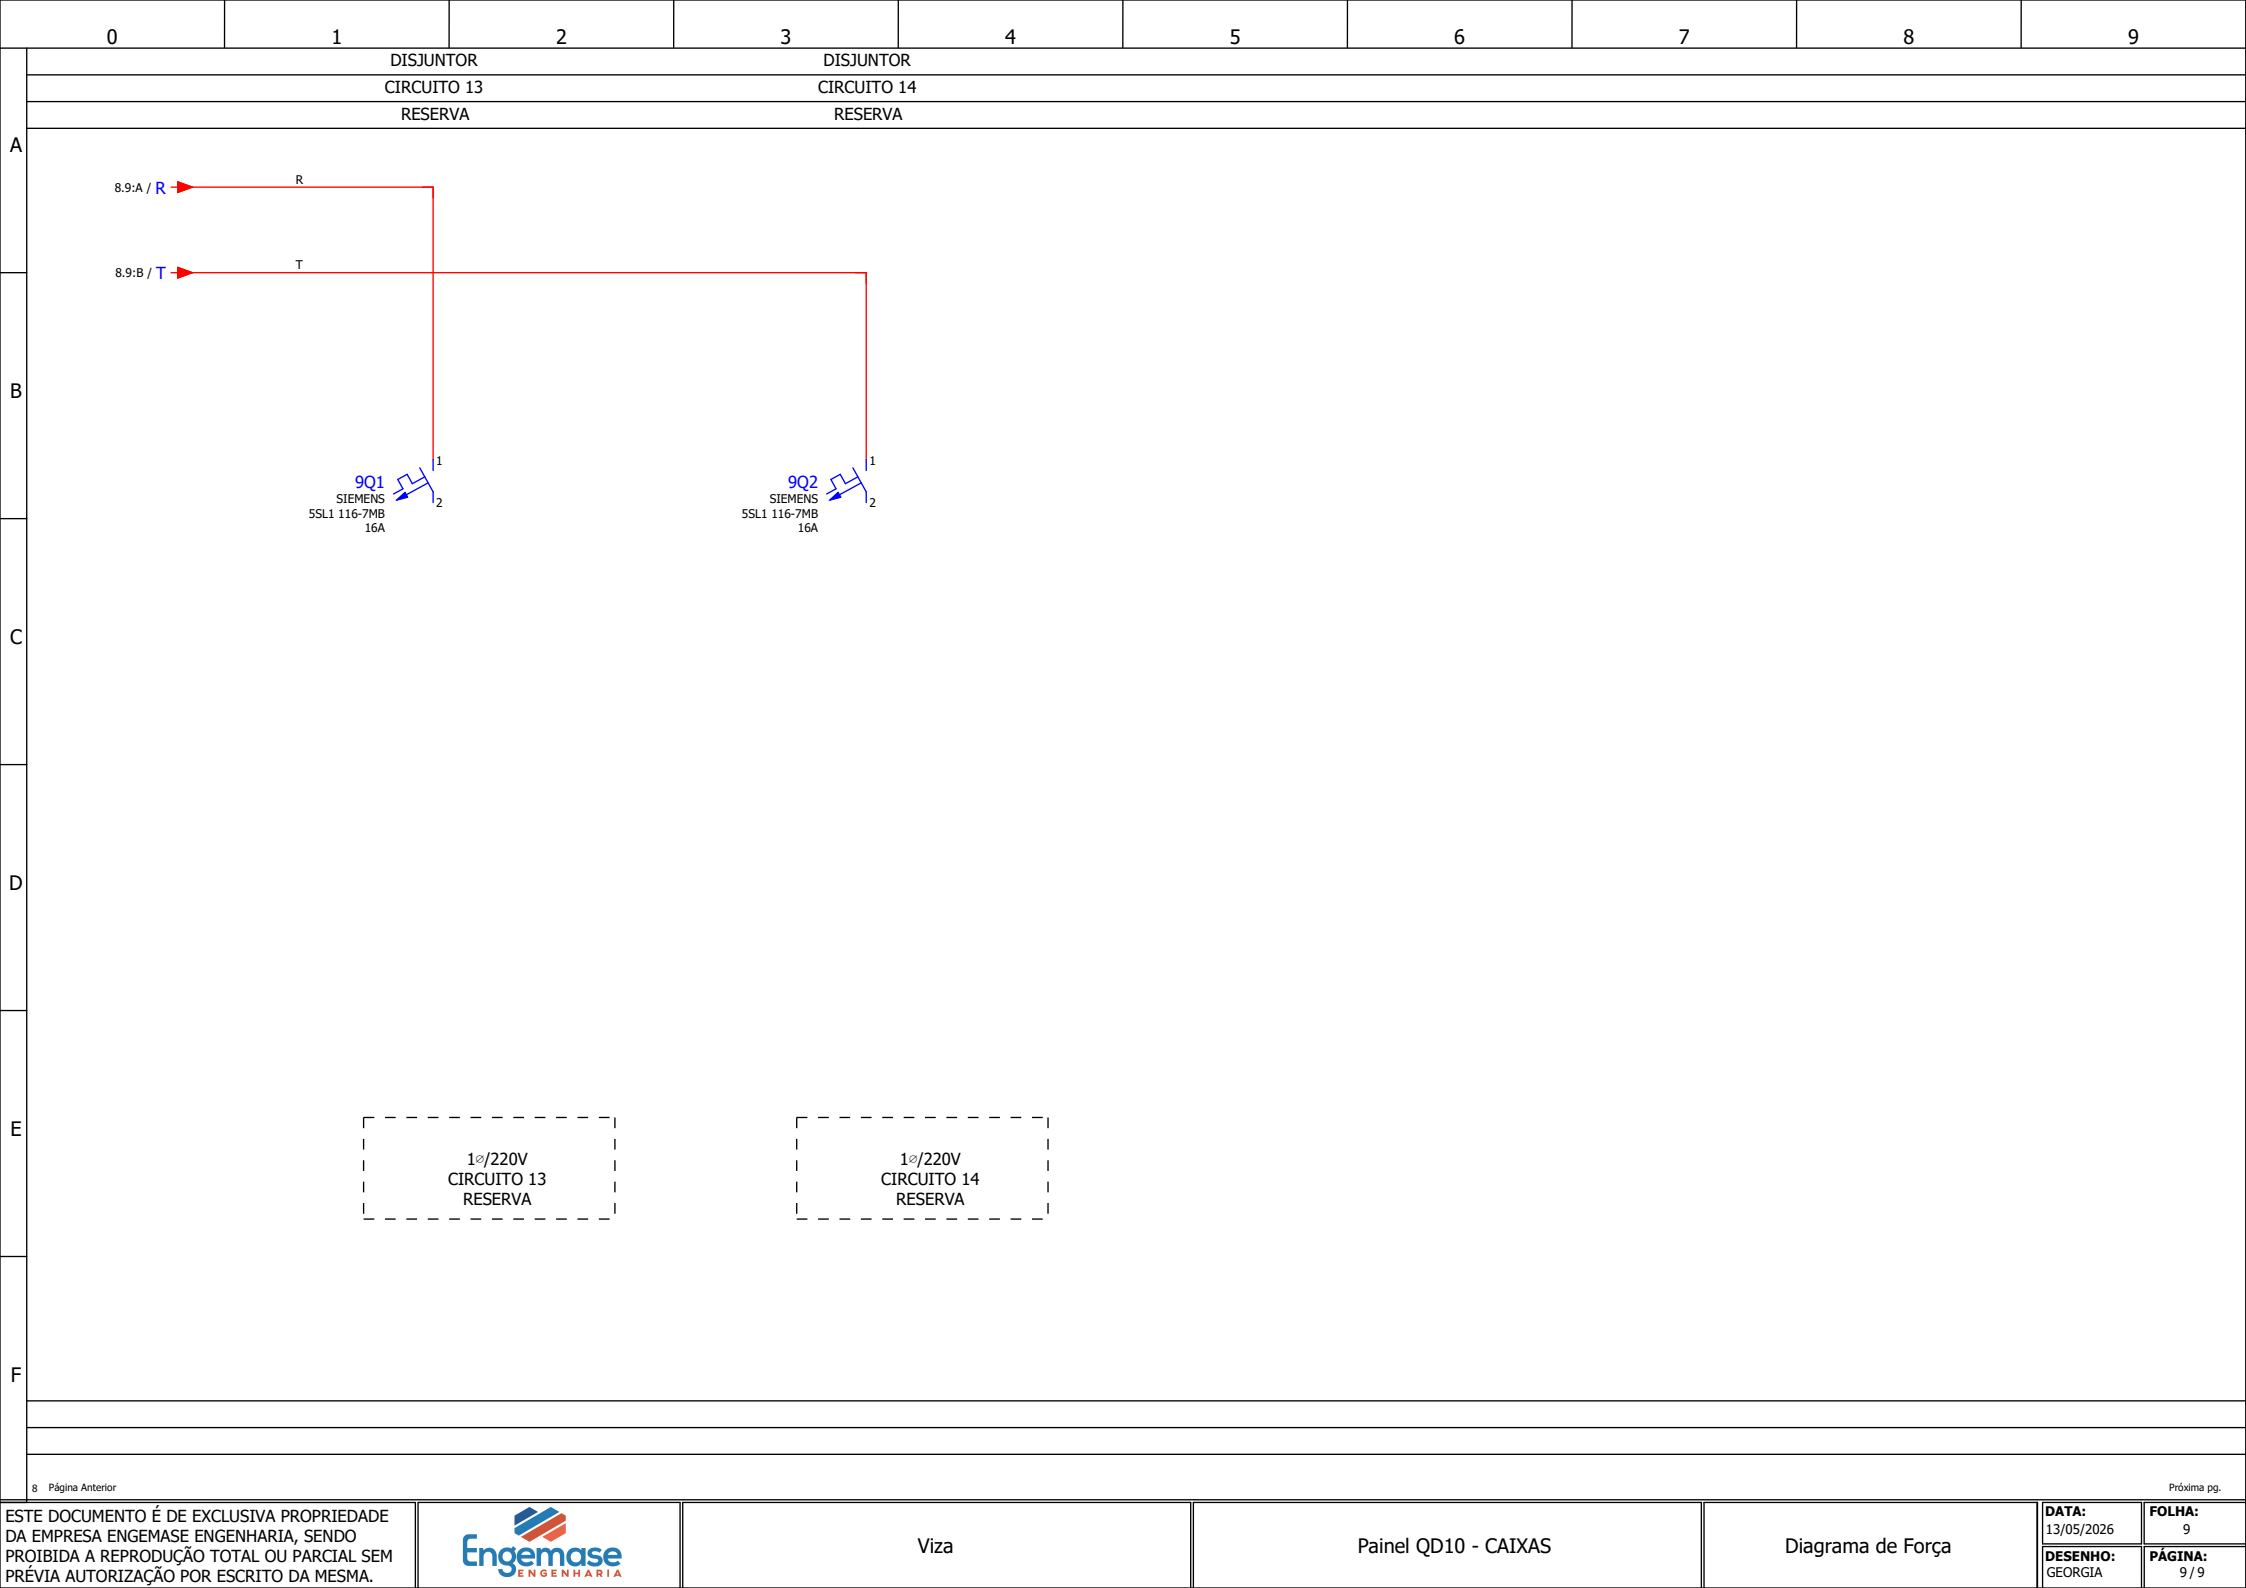 0 1 2 3 4 5 6 7 8 9
DISJUNTOR DISJUNTOR
CIRCUITO 13 CIRCUITO 14
RESERVA RESERVA
A
8.9:A / R R
8.9:B / T T
B
1 1
9Q1 9Q2
SIEMENS SIEMENS
2 2
5SL1 116-7MB 5SL1 116-7MB
16A 16A
C
D
E
1∅/220V 1∅/220V
CIRCUITO 13 CIRCUITO 14
RESERVA RESERVA
F
8 Página Anterior Próxima pg.
ESTE DOCUMENTO É DE EXCLUSIVA PROPRIEDADE
DA EMPRESA ENGEMASE ENGENHARIA, SENDO
PROIBIDA A REPRODUÇÃO TOTAL OU PARCIAL SEM
PRÉVIA AUTORIZAÇÃO POR ESCRITO DA MESMA.
Engemase
ENGENHARIA
Viza
Painel QD10 - CAIXAS
Diagrama de Força
DATA: FOLHA:
13/05/2026 9
DESENHO: PÁGINA:
GEORGIA 9 / 9